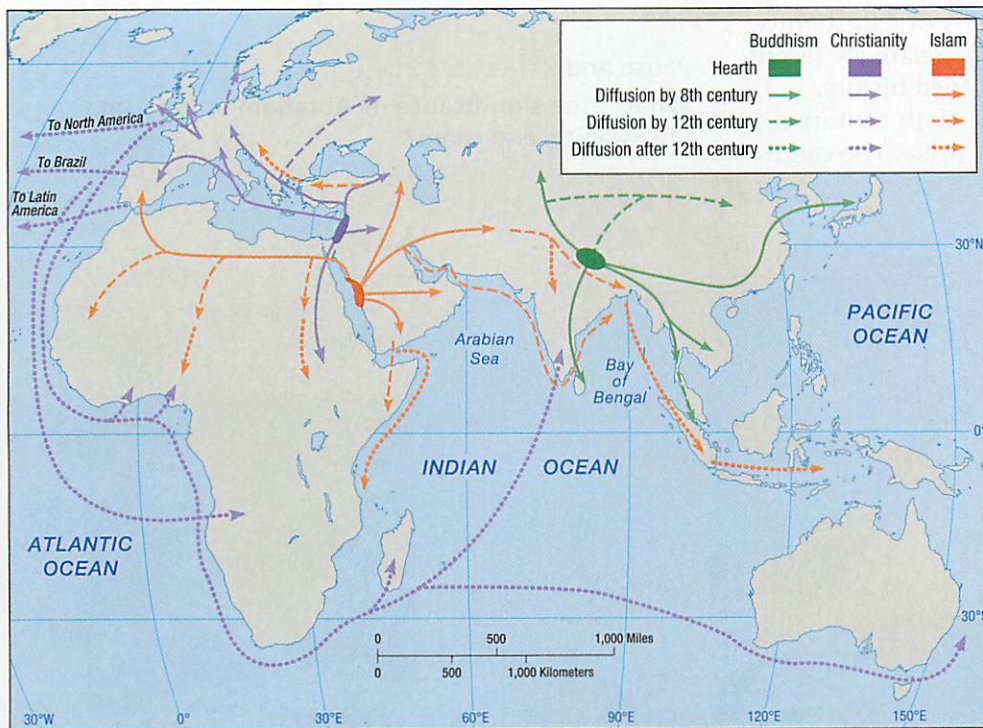 Buddhism Christianity Islam
Hearth
Diffusion by 8th century
Diffusion by 12th century
Diffusion after 12th century
To North America
To Brazil
To Latin
America
30°N
PACIFIC
OCEAN
Arabian
Sea
Bay
of
Bengal
0°
INDIAN OCEAN
ATLANTIC
OCEAN
30°S
0 500 1,000 Miles
0 500 1,000 Kilometers
30°W 0° 30°E 60°E 90°E 120°E 150°E